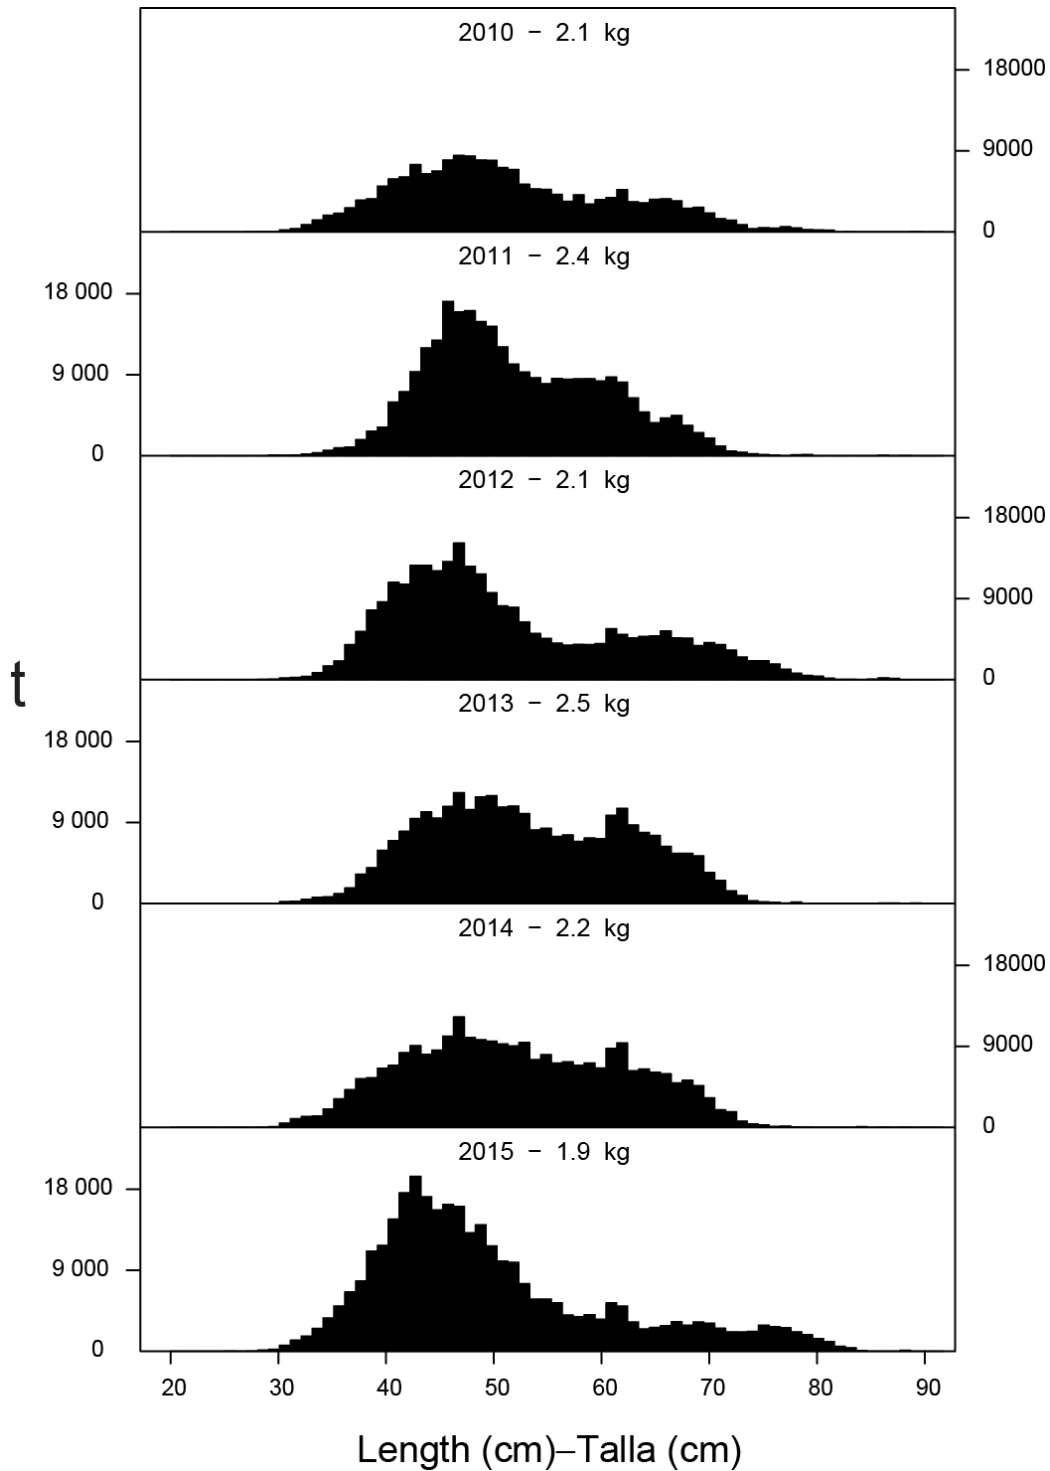 2010 − 2.1 kg
18000
9000
0
2011 − 2.4 kg
18 000
9 000
0
2012 − 2.1 kg
18000
9000
0
t
2013 − 2.5 kg
18 000
9 000
0
2014 − 2.2 kg
18000
9000
0
2015 − 1.9 kg
18 000
9 000
0
20 30 40 50 60 70 80 90
Length (cm)–Talla (cm)